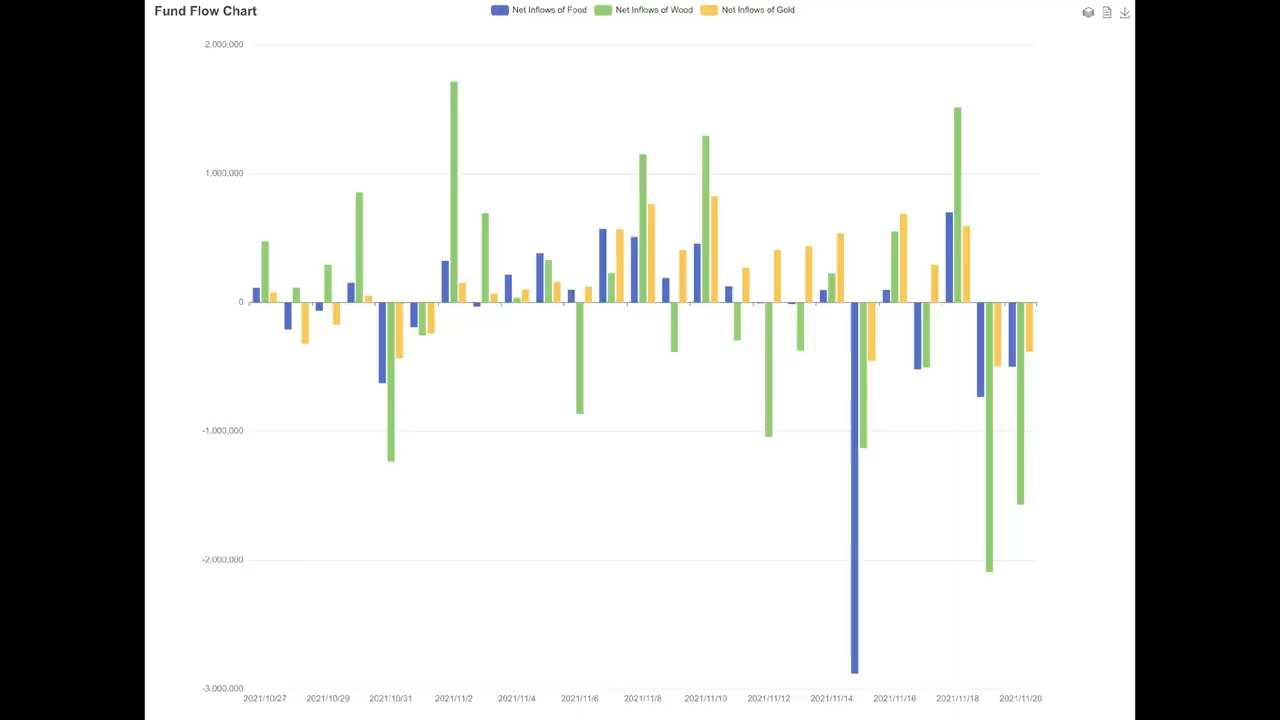 Fund Flow Chart
Net Inflows of Food Net Inflows of Wood Net Inflows of Gold
2,000,000
1,000,000
0
-1,000,000
-2,000,000
-3,000,000
2021/10/27 2021/10/29 2021/10/31 2021/11/2 2021/11/4 2021/11/6 2021/11/8 2021/11/10 2021/11/12 2021/11/14 2021/11/16 2021/11/18 2021/11/20